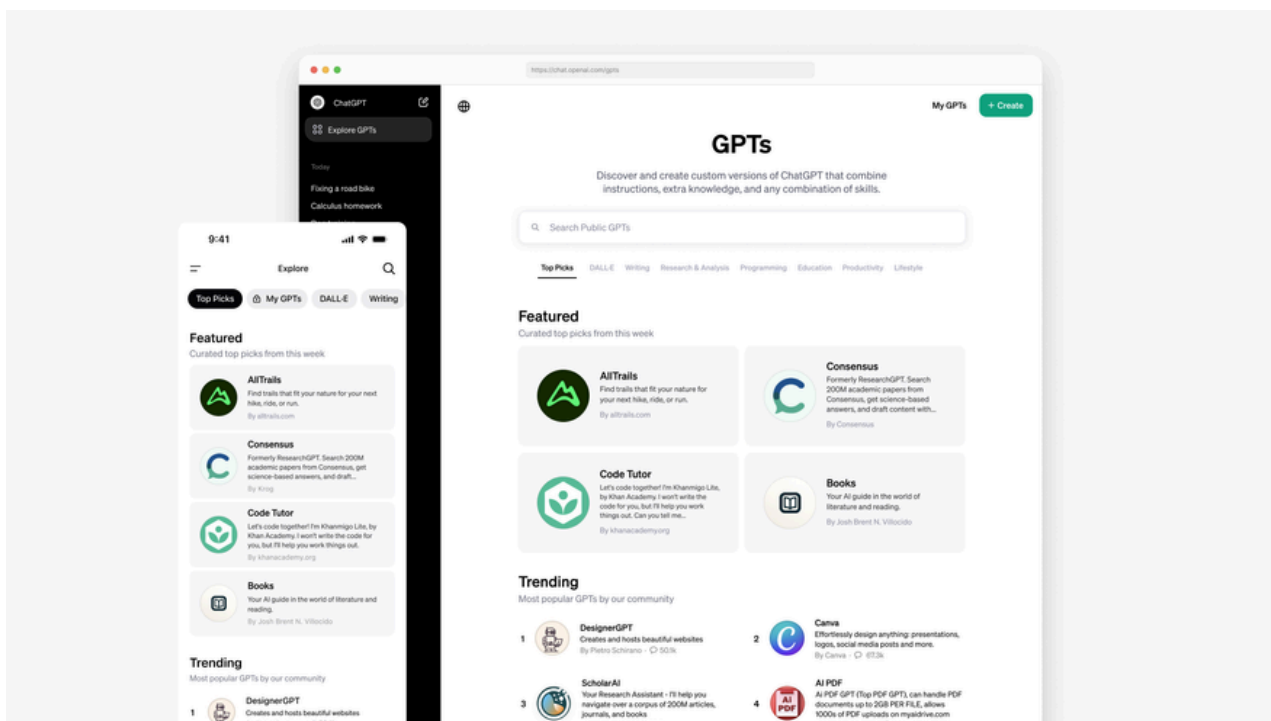 https://chat.openai.com/gpts
ChatGPT
Explore GPTs
Today
Fixing a road bike
Calculus homework
My GPTs
+ Create
GPTs
Discover and create custom versions of ChatGPT that combine
instructions, extra knowledge, and any combination of skills.
Search Public GPTs
Top Picks DALL·E Writing Research & Analysis Programming Education Productivity Lifestyle
Featured
Curated top picks from this week
AllTrails
Find trails that fit your nature for
your next hike, ride, or run.
By alltrails.com
Consensus
Formerly ResearchGPT. Search
200M academic papers from
Consensus, get science-based
answers, and draft content with...
By Consensus
Code Tutor
Let's code together! I'm Khanmigo Lite,
by Khan Academy. I won't write the
code for you, but I'll help you work
things out. Can you tell me...
By khanacademy.org
Books
Your AI guide in the world of
literature and reading.
By Josh Brent N. Villocido
Trending
Most popular GPTs by our community
1
DesignerGPT
Creates and hosts beautiful websites
By Pietro Schirano · 50.1k
2
Canva
Effortlessly design anything: presentations,
logos, social media posts and more.
By Canva ·
3
ScholarAI
Your Research Assistant - I'll help you
navigate over a corpus of 200M articles,
journals, and books
4
AI PDF
AI
PDF
AI PDF GPT (Top PDF GPT), can handle PDF
documents up to 2GB PER FILE, allows
1000s of PDF uploads on myaidrive.com
9:41
Explore
Top Picks My GPTs DALL·E Writing
Featured
Curated top picks from this week
AllTrails
Find trails that fit your nature for your next
hike, ride, or run.
By alltrails.com
Consensus
Formerly ResearchGPT. Search 200M
academic papers from Consensus, get
science-based answers, and draft...
By Krog
Code Tutor
Let's code together! I'm Khanmigo Lite, by
Khan Academy. I won't write the code for
you, but I'll help you work things out.
By khanacademy.org
Books
Your AI guide in the world of literature and
reading.
By Josh Brent N. Villocido
Trending
Most popular GPTs by our community
1
DesignerGPT
Creates and hosts beautiful websites